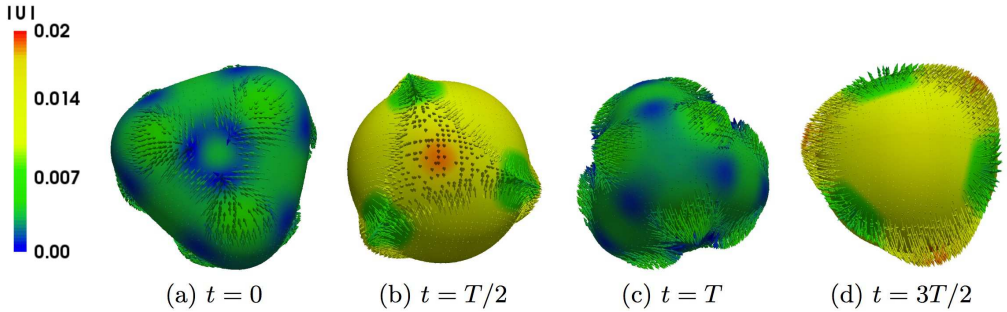 |U|
0.02
0.014
0.007
0.00
(a) t = 0
(b) t = T/2
(c) t = T
(d) t = 3T/2